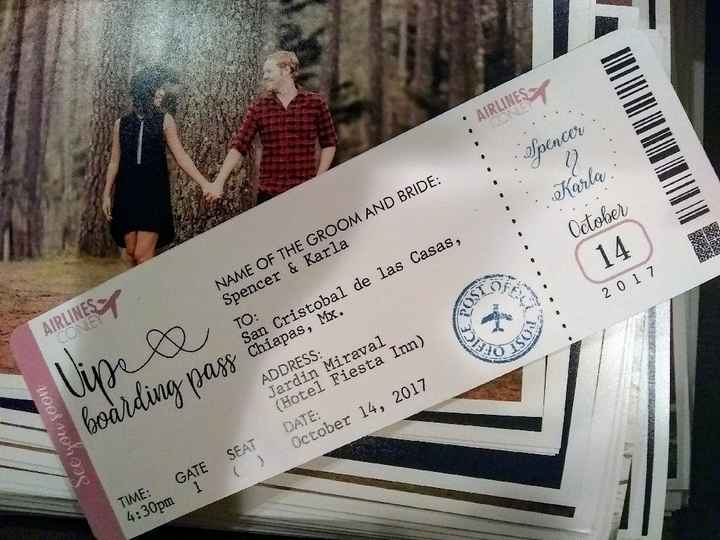 AIRLINES
CONEY
Vip
boarding pass
See you soon
NAME OF THE GROOM AND BRIDE:
Spencer & Karla
TO:
San Cristobal de las Casas,
Chiapas, Mx.
ADDRESS:
Jardin Miraval
(Hotel Fiesta Inn)
DATE:
October 14, 2017
TIME:
4:30pm
GATE
1
SEAT
( )
POST OFFICE
POST OFFICE
AIRLINES
CONEY
Spencer
y
Karla
October
14
2017